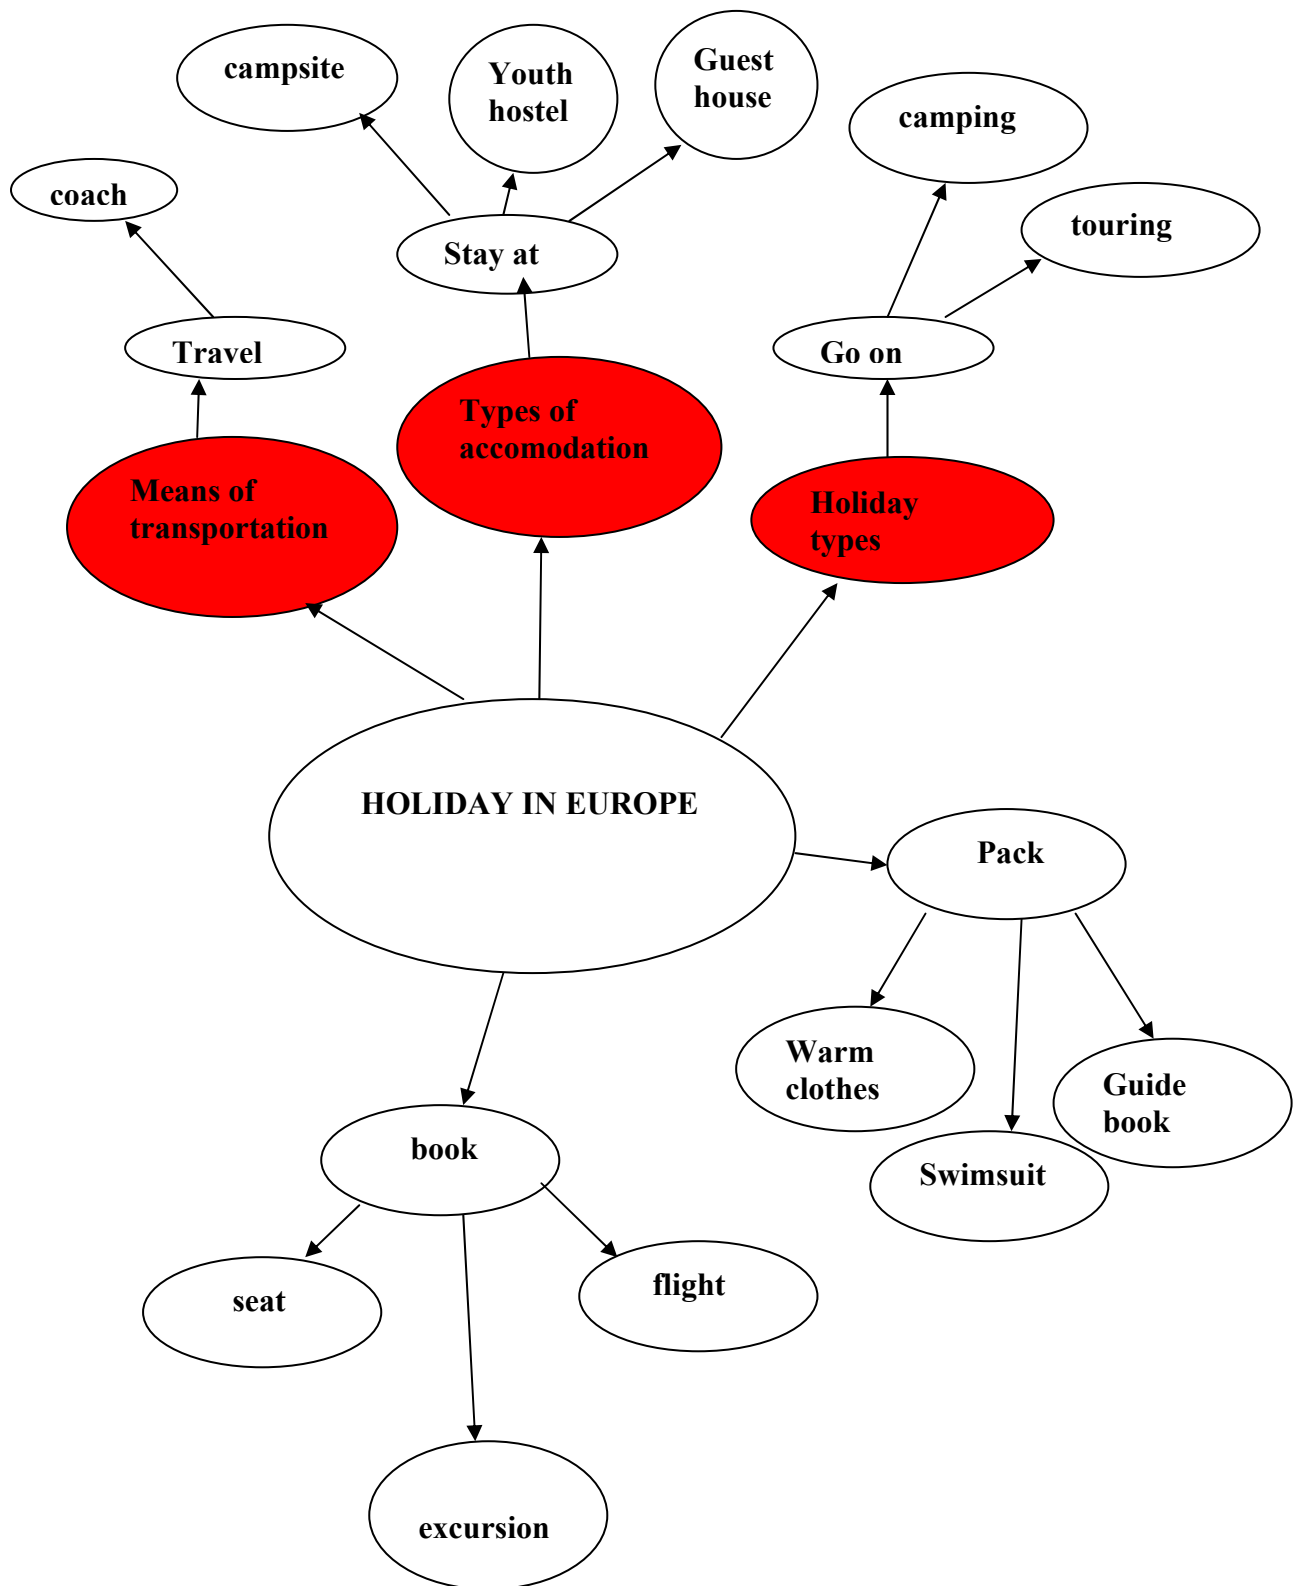 campsite
Youth
hostel
Guest
house
camping
coach
touring
Stay at
Travel
Go on
Types of
accomodation
Means of
transportation
Holiday
types
HOLIDAY IN EUROPE
Pack
Warm
clothes
Guide
book
book
Swimsuit
seat
flight
excursion